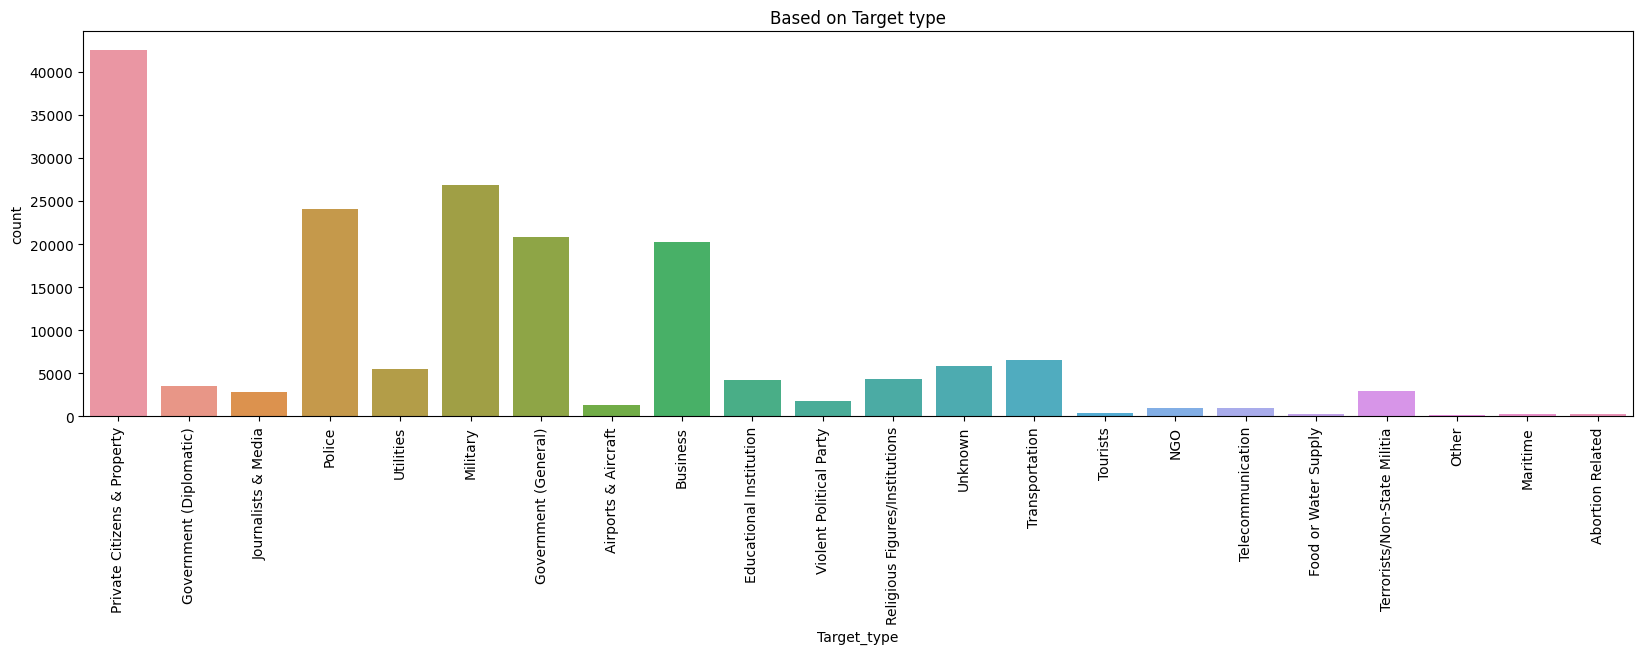 Based on Target type
count
40000
35000
30000
25000
20000
15000
10000
5000
0
Private Citizens & Property
Government (Diplomatic)
Journalists & Media
Police
Utilities
Military
Government (General)
Airports & Aircraft
Business
Educational Institution
Violent Political Party
Religious Figures/Institutions
Unknown
Transportation
Tourists
NGO
Telecommunication
Food or Water Supply
Terrorists/Non-State Militia
Other
Maritime
Abortion Related
Target_type